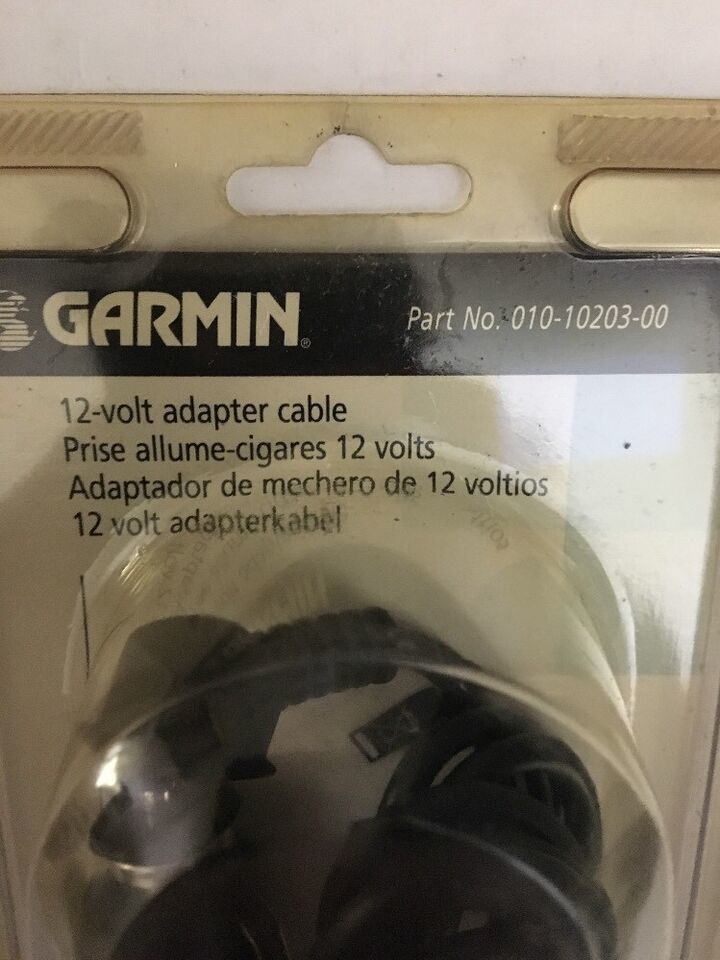 GARMIN®
Part No. 010-10203-00
12-volt adapter cable
Prise allume-cigares 12 volts
Adaptador de mechero de 12 voltios
12 volt adapterkabel